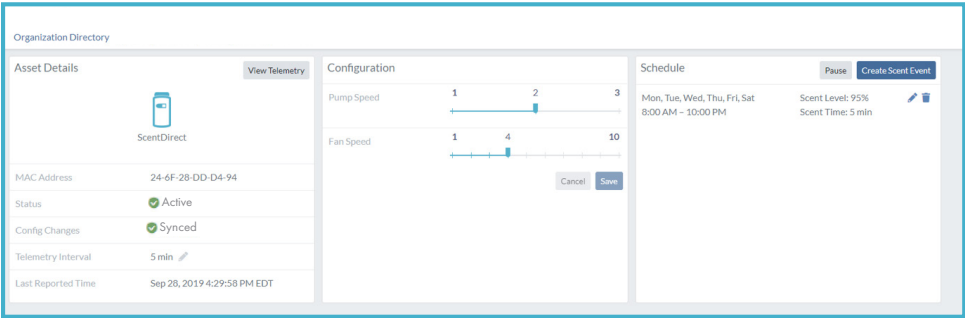 Organization Directory
Asset Details
View Telemetry
ScentDirect
MAC Address 24-6F-28-DD-D4-94
Status Active
Config Changes Synced
Telemetry Interval 5 min
Last Reported Time Sep 28, 2019 4:29:58 PM EDT
Configuration
Pump Speed 1 2 3
Fan Speed 1 4 10
Cancel Save
Schedule
Pause Create Scent Event
Mon, Tue, Wed, Thu, Fri, Sat Scent Level: 95%
8:00 AM – 10:00 PM Scent Time: 5 min